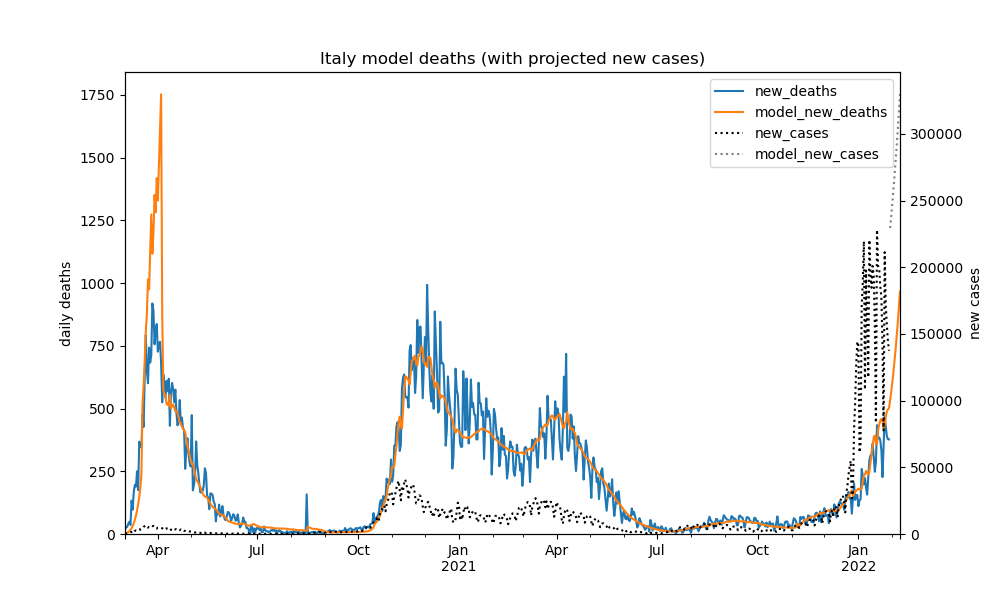 Italy model deaths (with projected new cases)
new_deaths
model_new_deaths
new_cases
model_new_cases
daily deaths
1750
1500
1250
1000
750
500
250
0
300000
250000
200000
150000
100000
50000
0
new cases
Apr Jul Oct Jan Apr Jul Oct Jan
2021 2022